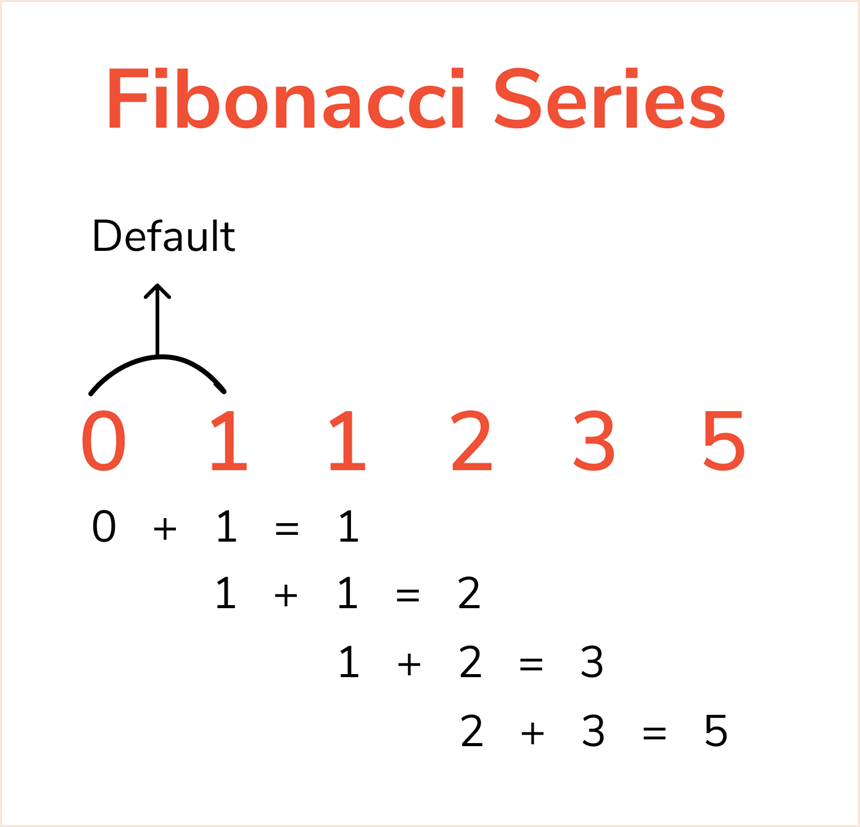 Fibonacci Series
Default
0 1 1 2 3 5
0 + 1 = 1
1 + 1 = 2
1 + 2 = 3
2 + 3 = 5